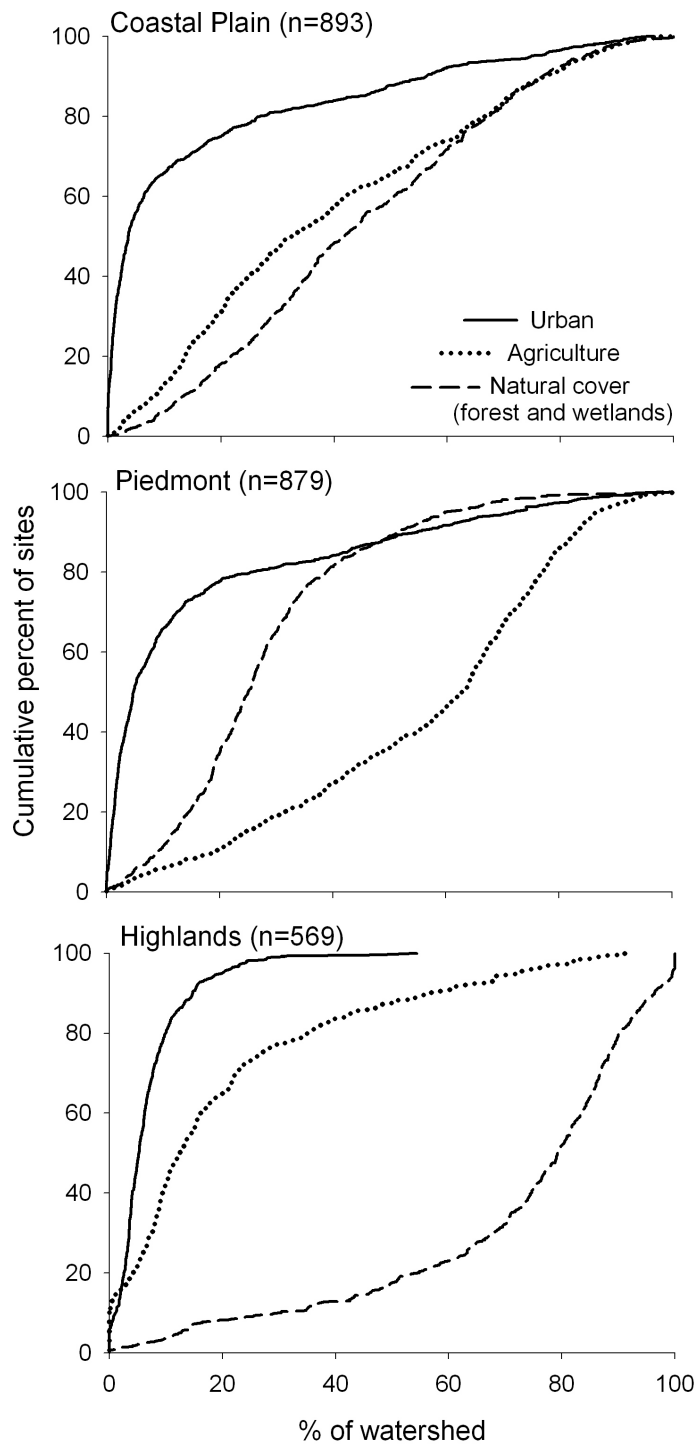 Coastal Plain (n=893)
100
80
60
40
20
0
Urban
Agriculture
Natural cover
(forest and wetlands)
Piedmont (n=879)
100
80
60
40
20
0
Cumulative percent of sites
Highlands (n=569)
100
80
60
40
20
0
0 20 40 60 80 100
% of watershed